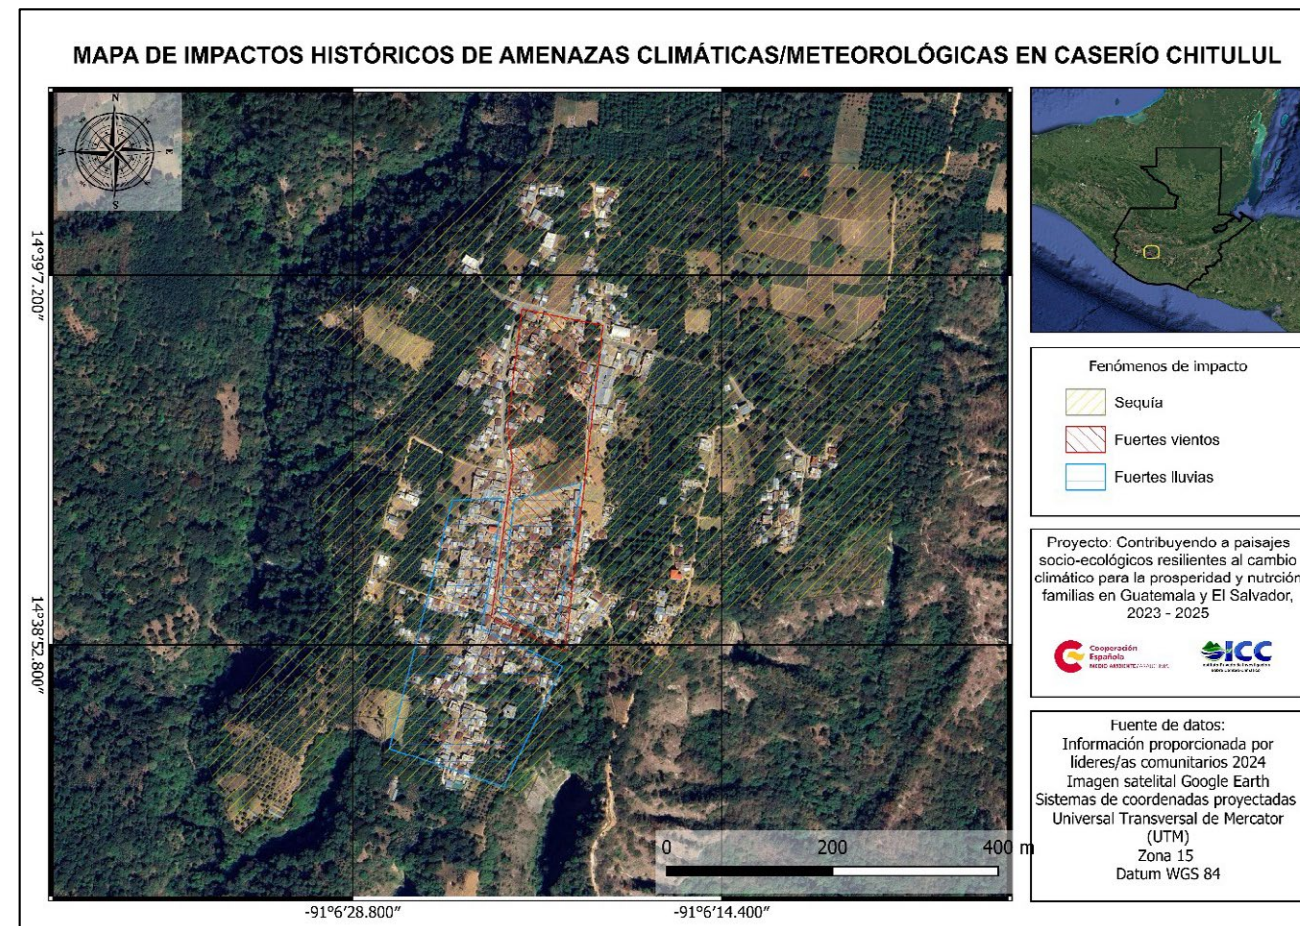 MAPA DE IMPACTOS HISTÓRICOS DE AMENAZAS CLIMÁTICAS/METEOROLÓGICAS EN CASERÍO CHITULUL
N
E
S
W
14°39'7.200"
14°38'52.800"
-91°6'28.800"
-91°6'14.400"
0 200 400 m
Fenómenos de impacto
Sequía
Fuertes vientos
Fuertes lluvias
Proyecto: Contribuyendo a paisajes
socio-ecológicos resilientes al cambio
climático para la prosperidad y nutrción
familias en Guatemala y El Salvador,
2023 - 2025
Cooperación
Española
MEDIO AMBIENTE
ICC
Fuente de datos:
Información proporcionada por
líderes/as comunitarios 2024
Imagen satelital Google Earth
Sistemas de coordenadas proyectadas
Universal Transversal de Mercator
(UTM)
Zona 15
Datum WGS 84